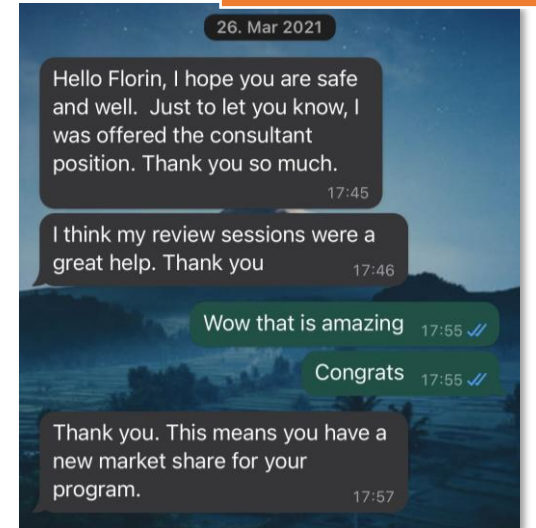 26. Mar 2021
Hello Florin, I hope you are safe
and well.  Just to let you know, I
was offered the consultant
position. Thank you so much.
17:45
I think my review sessions were a
great help. Thank you
17:46
Wow that is amazing 17:55
Congrats 17:55
Thank you. This means you have a
new market share for your
program.
17:57